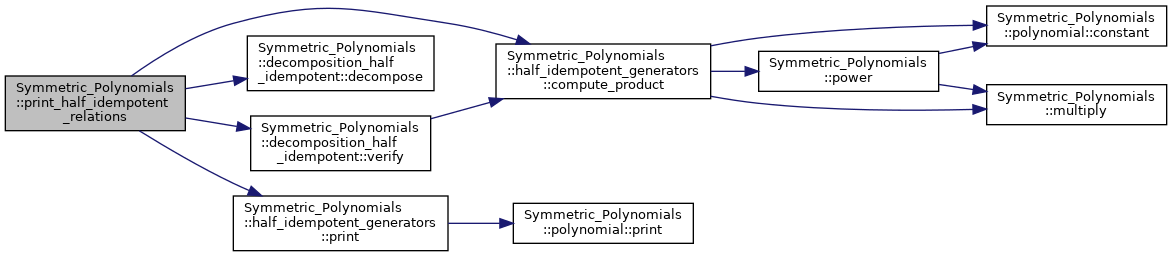 Symmetric_Polynomials
::print_half_idempotent
_relations
Symmetric_Polynomials
::decomposition_half
_idempotent::decompose
Symmetric_Polynomials
::decomposition_half
_idempotent::verify
Symmetric_Polynomials
::half_idempotent_generators
::print
Symmetric_Polynomials
::half_idempotent_generators
::compute_product
Symmetric_Polynomials
::polynomial::print
Symmetric_Polynomials
::power
Symmetric_Polynomials
::polynomial::constant
Symmetric_Polynomials
::multiply